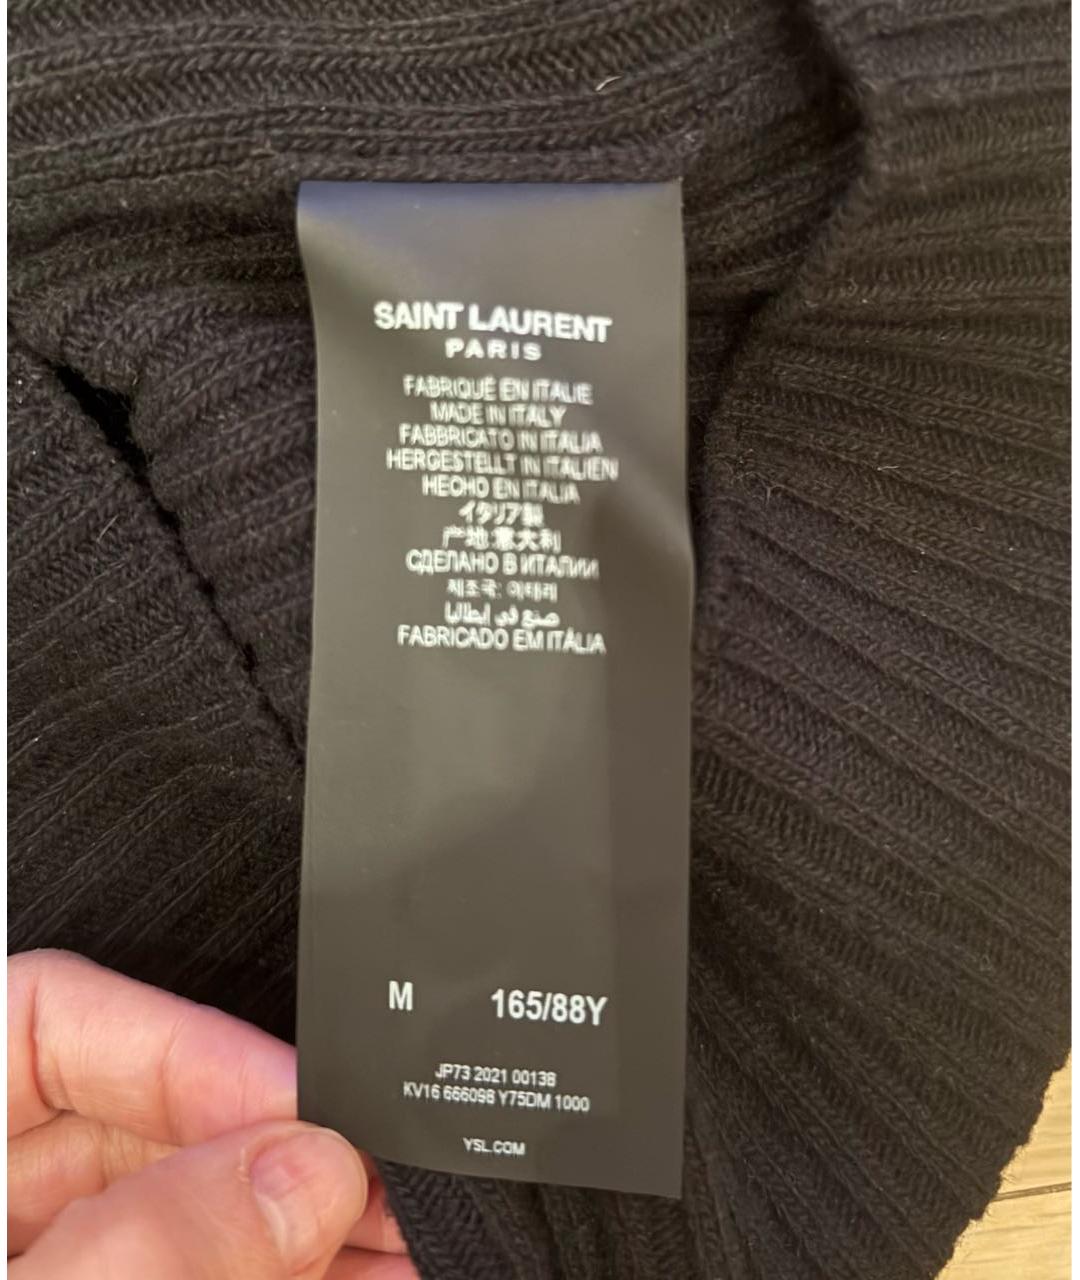 SAINT LAURENT
PARIS
FABRIQUÉ EN ITALIE
MADE IN ITALY
FABBRICATO IN ITALIA
HERGESTELLT IN ITALIEN
HECHO EN ITALIA
イタリア製
产地:意大利
СДЕЛАНО В ИТАЛИИ
제조국: 이태리
صنع في إيطاليا
FABRICADO EM ITÁLIA
M 165/88Y
JP73 2021 00138
KV16 666098 Y75DM 1000
YSL.COM